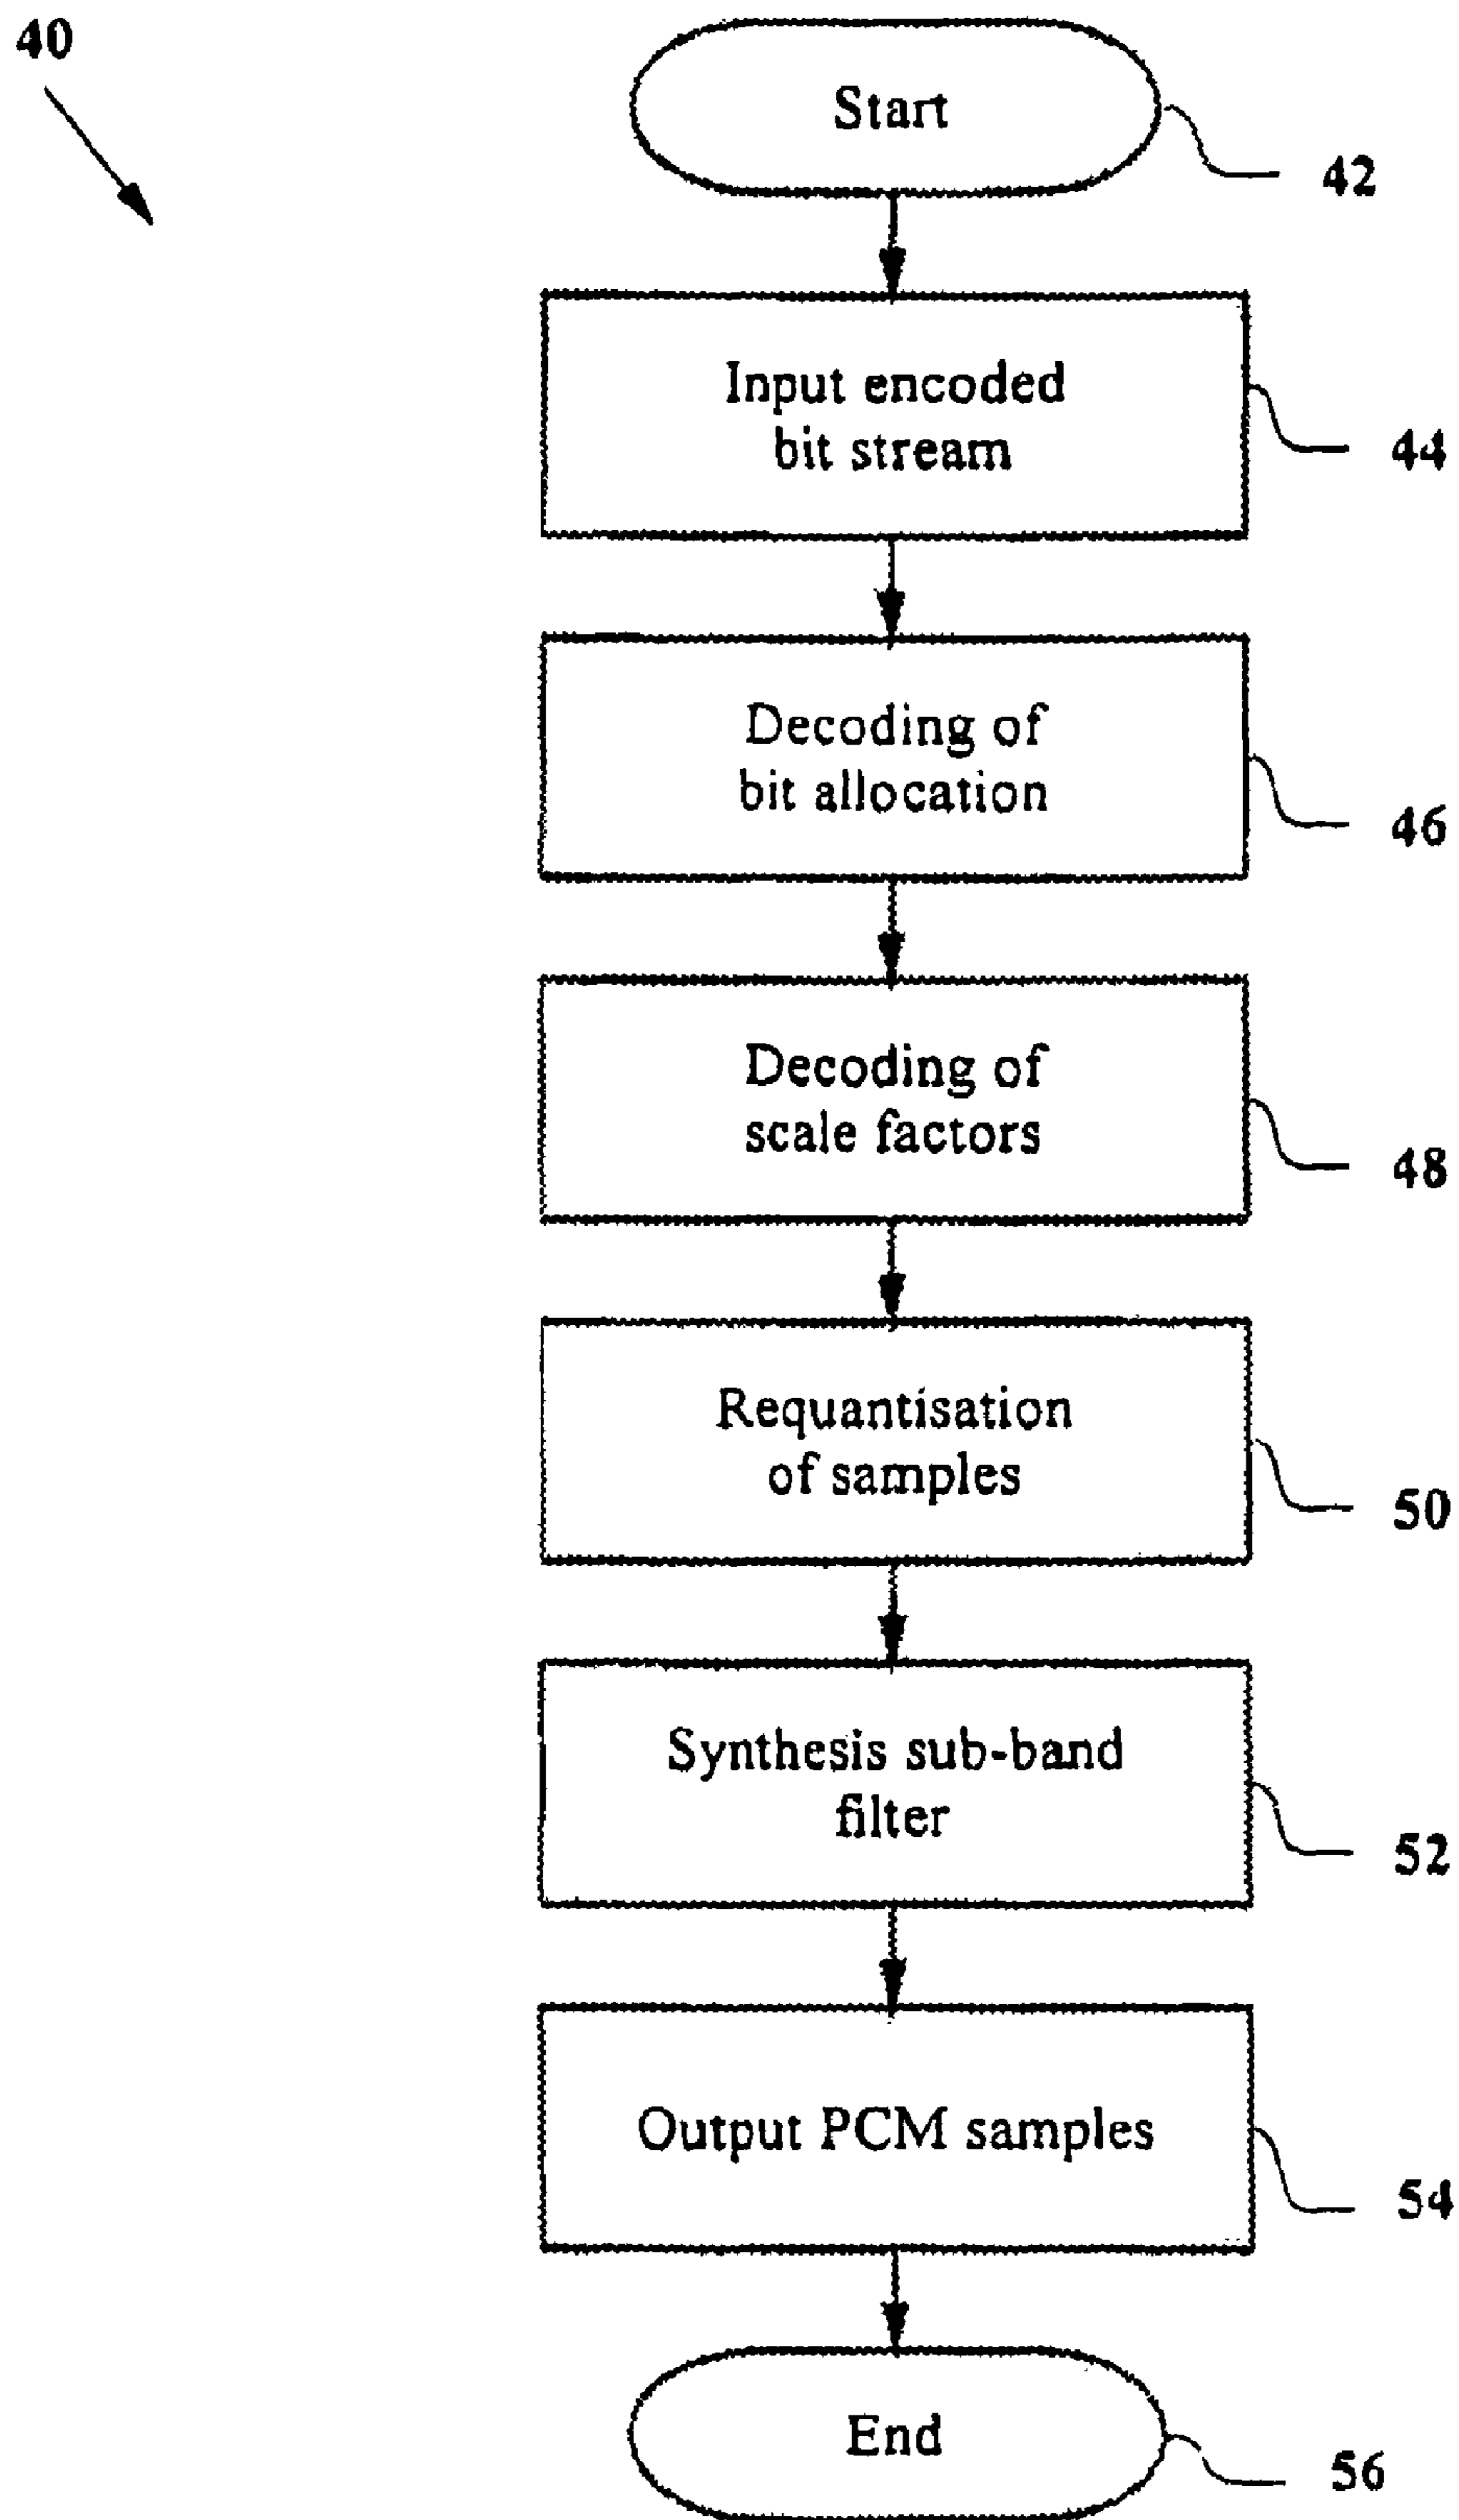 40
Start
42
Input encoded
bit stream
44
Decoding of
bit allocation
46
Decoding of
scale factors
48
Requantisation
of samples
50
Synthesis sub-band
filter
52
Output PCM samples
54
End
56